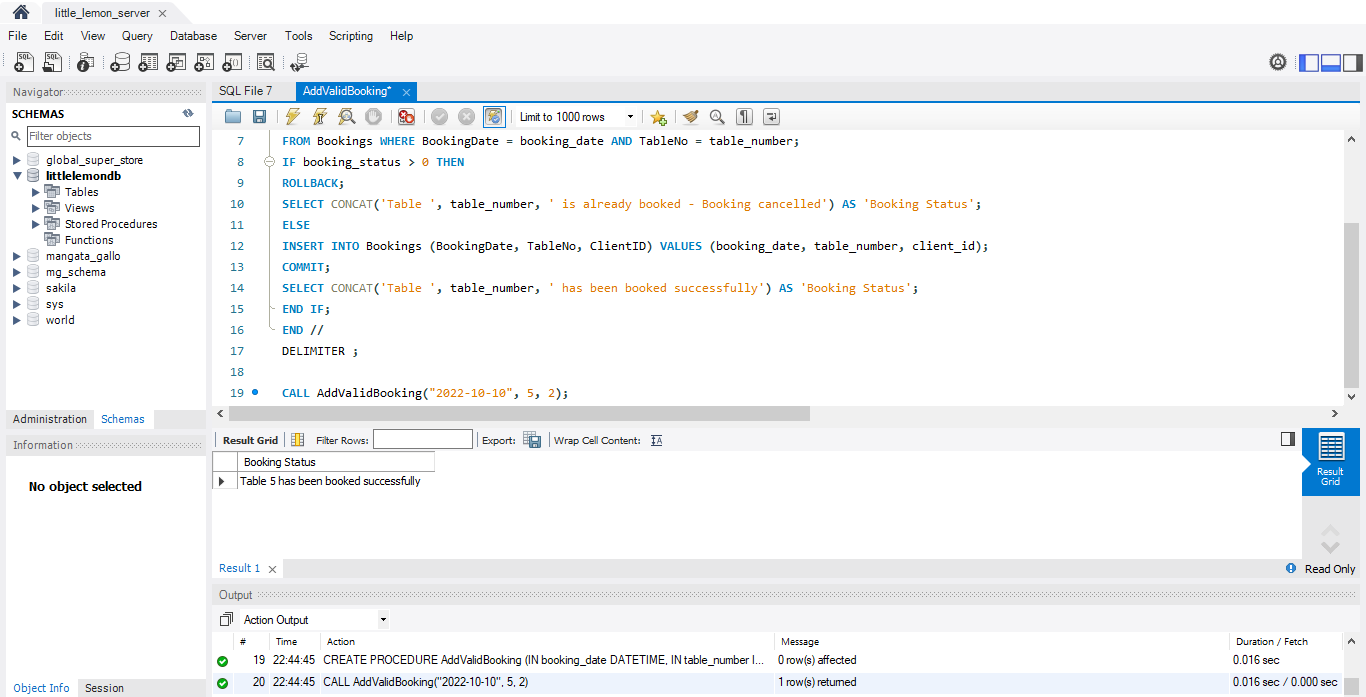 little_lemon_server
File Edit View Query Database Server Tools Scripting Help
Navigator
SCHEMAS
Filter objects
global_super_store
littlelemondb
Tables
Views
Stored Procedures
Functions
mangata_gallo
mg_schema
sakila
sys
world
Administration Schemas
Information
No object selected
Object Info Session
SQL File 7 AddValidBooking*
Limit to 1000 rows
7 FROM Bookings WHERE BookingDate = booking_date AND TableNo = table_number;
8 IF booking_status > 0 THEN
9 ROLLBACK;
10 SELECT CONCAT('Table ', table_number, ' is already booked - Booking cancelled') AS 'Booking Status';
11 ELSE
12 INSERT INTO Bookings (BookingDate, TableNo, ClientID) VALUES (booking_date, table_number, client_id);
13 COMMIT;
14 SELECT CONCAT('Table ', table_number, ' has been booked successfully') AS 'Booking Status';
15 END IF;
16 END //
17 DELIMITER ;
18
19 CALL AddValidBooking("2022-10-10", 5, 2);
Result Grid Filter Rows: Export: Wrap Cell Content: IA
Booking Status
Table 5 has been booked successfully
Result
Grid
Result 1
Read Only
Output
Action Output
# Time Action Message Duration / Fetch
19 22:44:45 CREATE PROCEDURE AddValidBooking (IN booking_date DATETIME, IN table_number I... 0 row(s) affected 0.016 sec
20 22:44:45 CALL AddValidBooking("2022-10-10", 5, 2) 1 row(s) returned 0.016 sec / 0.000 sec